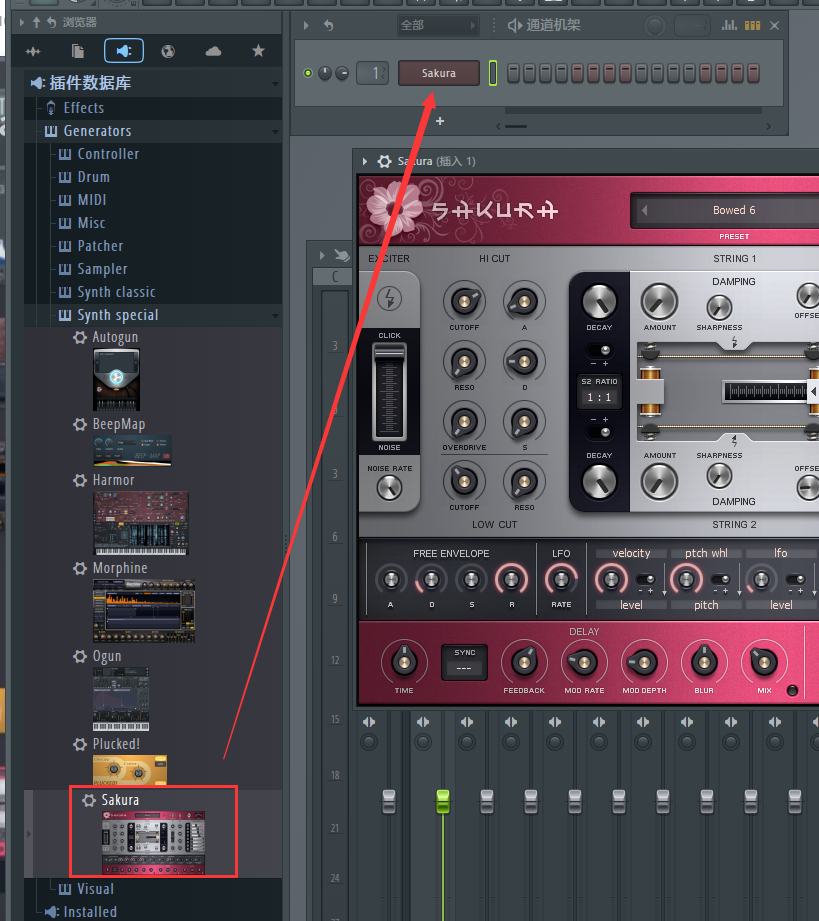 浏览器
全部
通道机架
插件数据库
Effects
Generators
Controller
Drum
MIDI
Misc
Patcher
Sampler
Synth classic
Synth special
Autogun
BeepMap
Harmor
Morphine
Ogun
Plucked!
Sakura
Visual
Installed
1
Sakura
+
Sakura (插入 1)
SAKURA
Bowed 6
PRESET
EXCITER
HI CUT
STRING 1
CLICK
NOISE
NOISE RATE
CUTOFF
A
RESO
D
OVERDRIVE
S
CUTOFF
RESO
LOW CUT
DECAY
S2 RATIO
1 : 1
DECAY
DAMPING
AMOUNT
SHARPNESS
OFFSE
AMOUNT
SHARPNESS
OFFSE
DAMPING
STRING 2
FREE ENVELOPE
A
D
S
R
LFO
RATE
velocity
level
ptch whl
pitch
lfo
level
DELAY
TIME
SYNC
---
FEEDBACK
MOD RATE
MOD DEPTH
BLUR
MIX
C
3
3
6
9
12
15
18
21
24